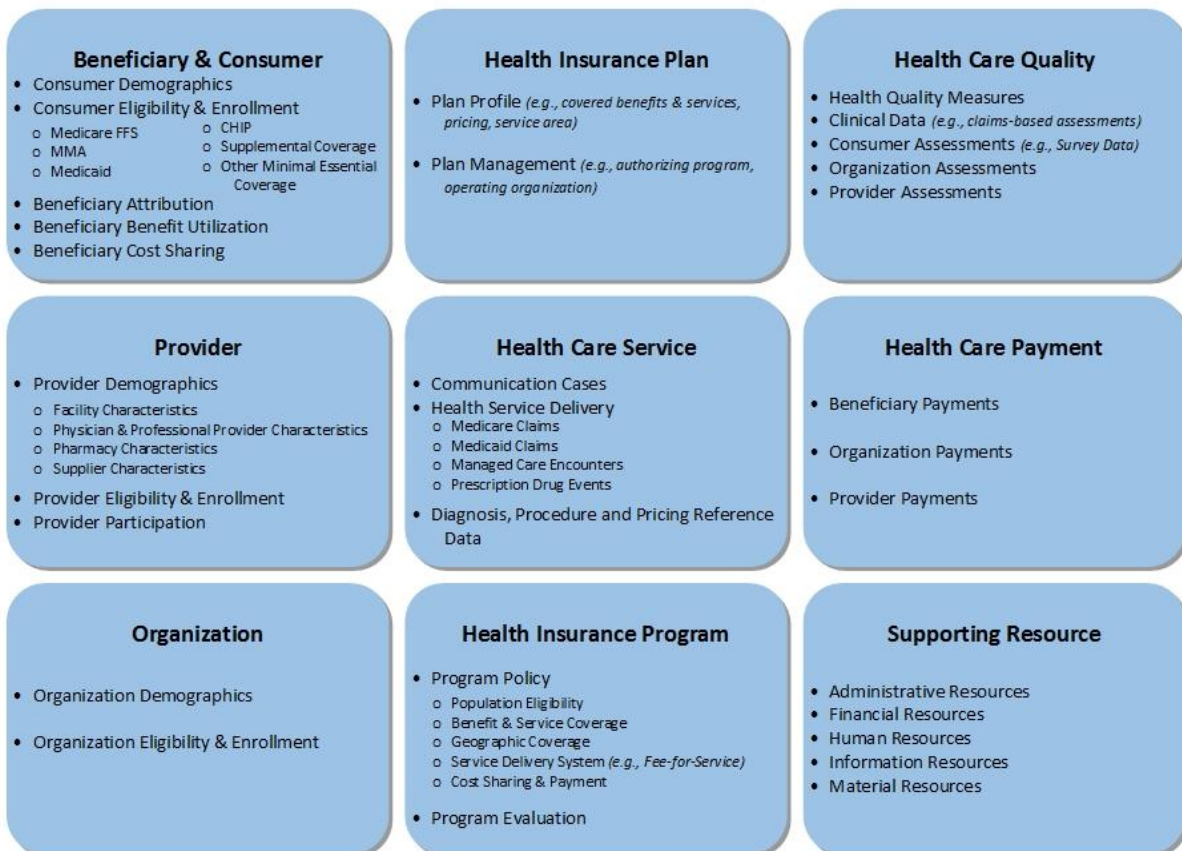 Beneficiary & Consumer
• Consumer Demographics
• Consumer Eligibility & Enrollment
o Medicare FFS
o MMA
o Medicaid
o CHIP
o Supplemental Coverage
o Other Minimal Essential
Coverage
• Beneficiary Attribution
• Beneficiary Benefit Utilization
• Beneficiary Cost Sharing
Health Insurance Plan
• Plan Profile (e.g., covered benefits & services,
pricing, service area)
• Plan Management (e.g., authorizing program,
operating organization)
Health Care Quality
• Health Quality Measures
• Clinical Data (e.g., claims-based assessments)
• Consumer Assessments (e.g., Survey Data)
• Organization Assessments
• Provider Assessments
Provider
• Provider Demographics
o Facility Characteristics
o Physician & Professional Provider Characteristics
o Pharmacy Characteristics
o Supplier Characteristics
• Provider Eligibility & Enrollment
• Provider Participation
Health Care Service
• Communication Cases
• Health Service Delivery
o Medicare Claims
o Medicaid Claims
o Managed Care Encounters
o Prescription Drug Events
• Diagnosis, Procedure and Pricing Reference
Data
Health Care Payment
• Beneficiary Payments
• Organization Payments
• Provider Payments
Organization
• Organization Demographics
• Organization Eligibility & Enrollment
Health Insurance Program
• Program Policy
o Population Eligibility
o Benefit & Service Coverage
o Geographic Coverage
o Service Delivery System (e.g., Fee-for-Service)
o Cost Sharing & Payment
• Program Evaluation
Supporting Resource
• Administrative Resources
• Financial Resources
• Human Resources
• Information Resources
• Material Resources